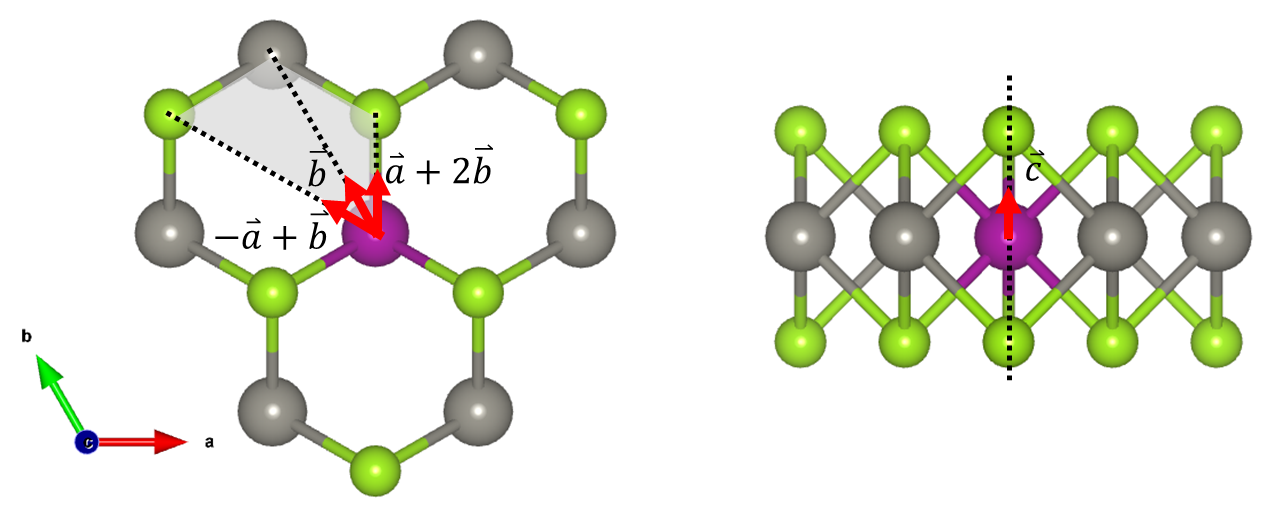 b⃗
a⃗ + 2b⃗
−a⃗ + b⃗
b
c
a
c⃗